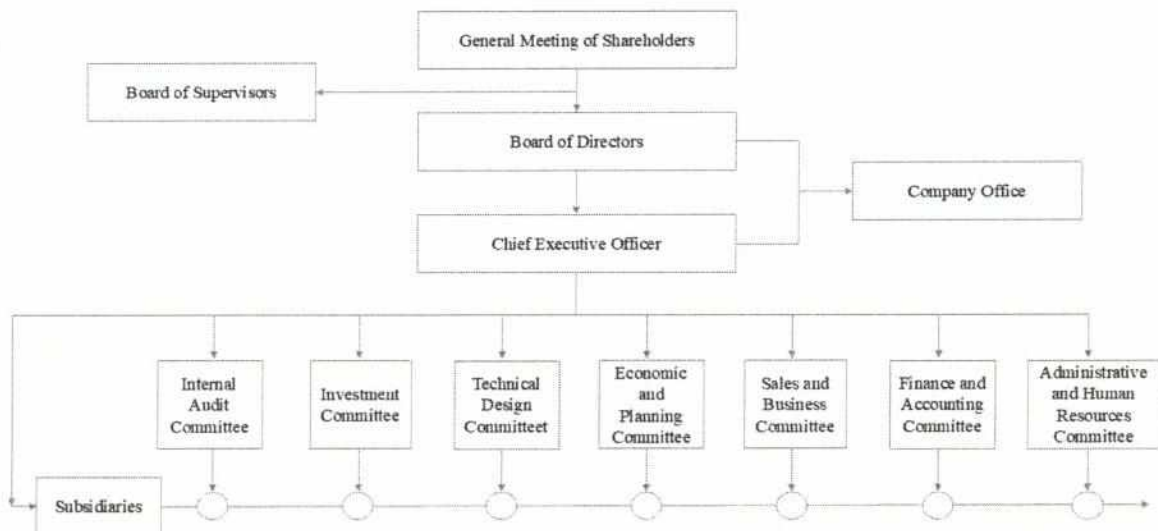 General Meeting of Shareholders
Board of Supervisors
Board of Directors
Company Office
Chief Executive Officer
Internal
Audit
Committee
Investment
Committee
Technical
Design
Committeet
Economic
and
Planning
Committee
Sales and
Business
Committee
Finance and
Accounting
Committee
Administrative
and Human
Resources
Committee
Subsidiaries